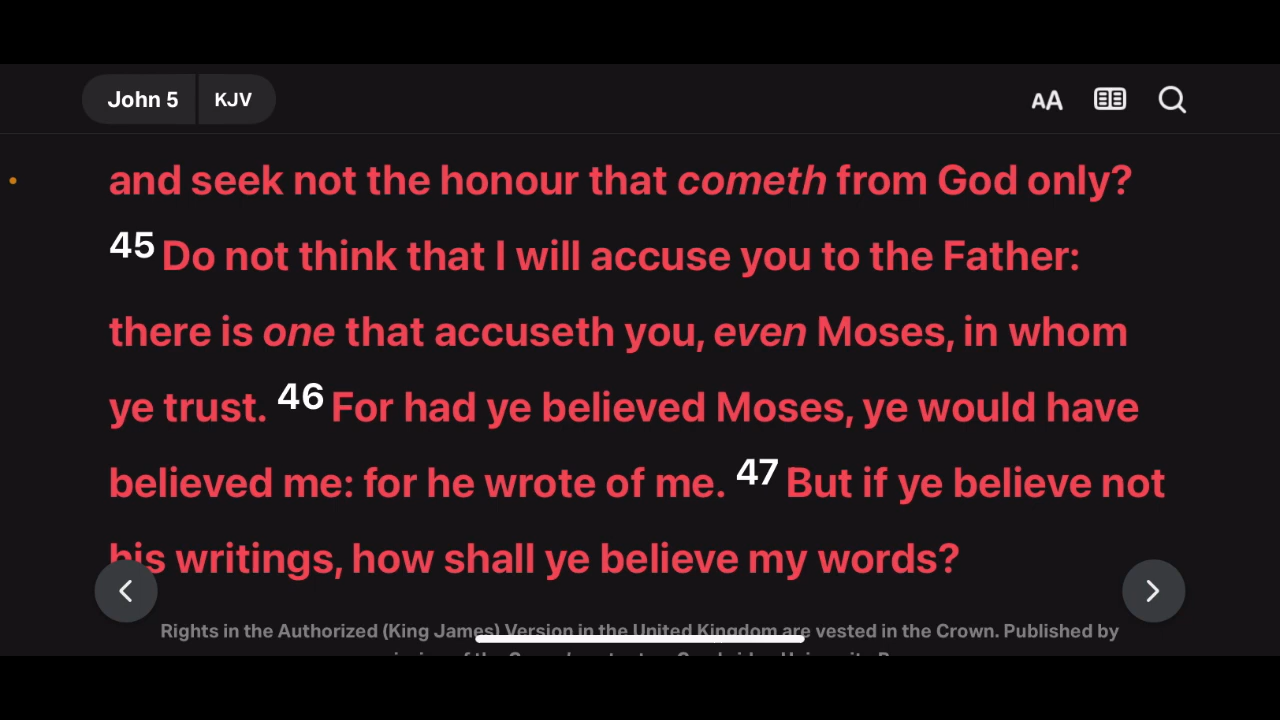 John 5 KJV AA
and seek not the honour that cometh from God only?
45 Do not think that I will accuse you to the Father:
there is one that accuseth you, even Moses, in whom
ye trust. 46 For had ye believed Moses, ye would have
believed me: for he wrote of me. 47 But if ye believe not
his writings, how shall ye believe my words?
Rights in the Authorized (King James) Version in the United Kingdom are vested in the Crown. Published by